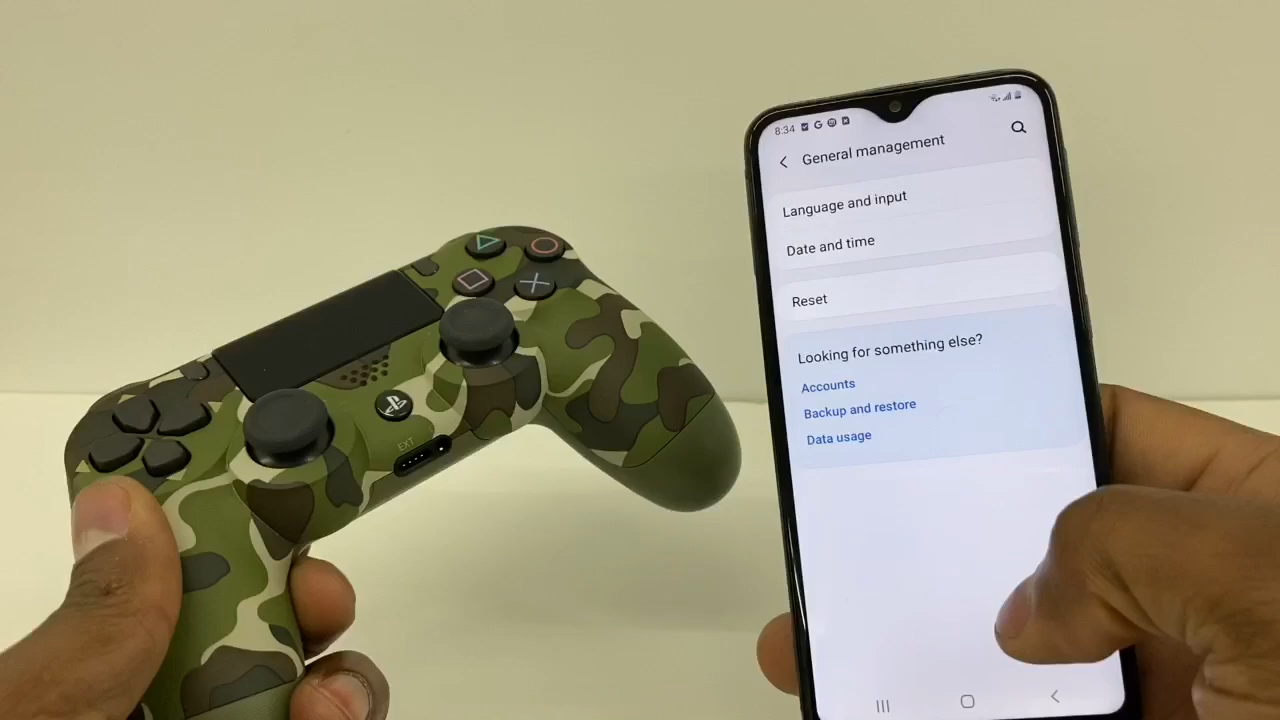 8:34
General management
Language and input
Date and time
Reset
Looking for something else?
Accounts
Backup and restore
Data usage
EXT